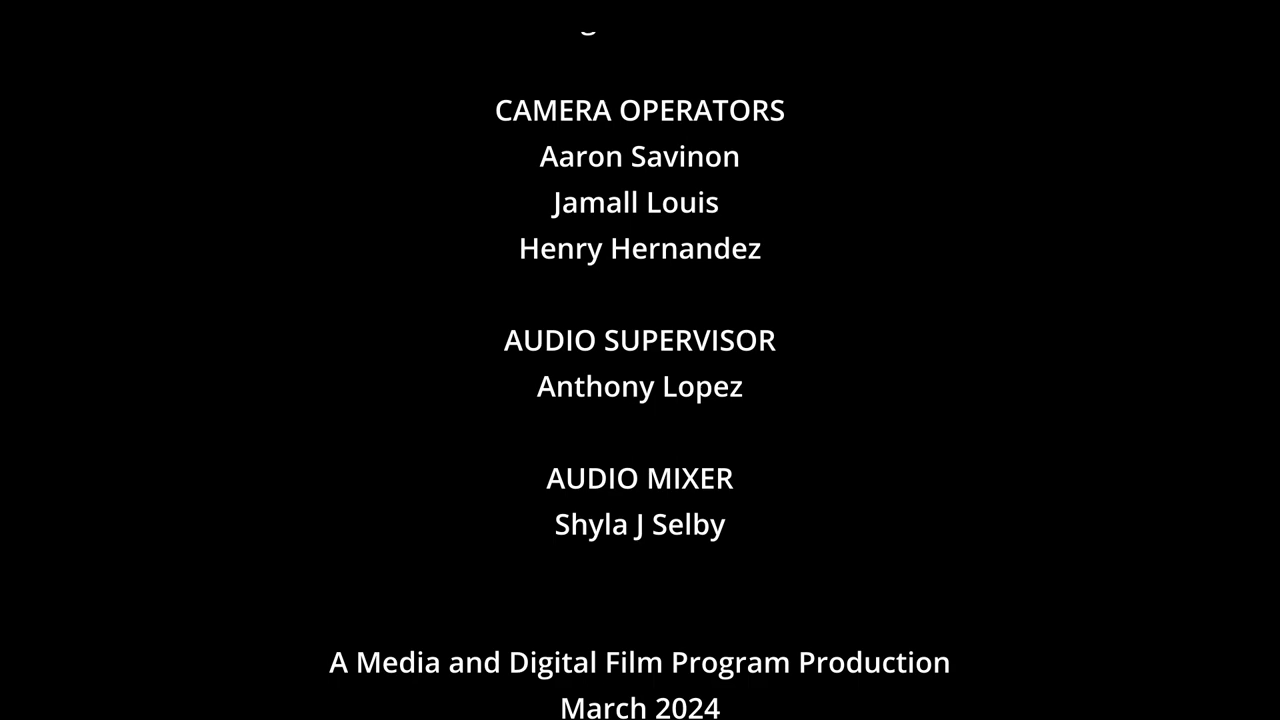 CAMERA OPERATORS
Aaron Savinon
Jamall Louis
Henry Hernandez
AUDIO SUPERVISOR
Anthony Lopez
AUDIO MIXER
Shyla J Selby
A Media and Digital Film Program Production
March 2024